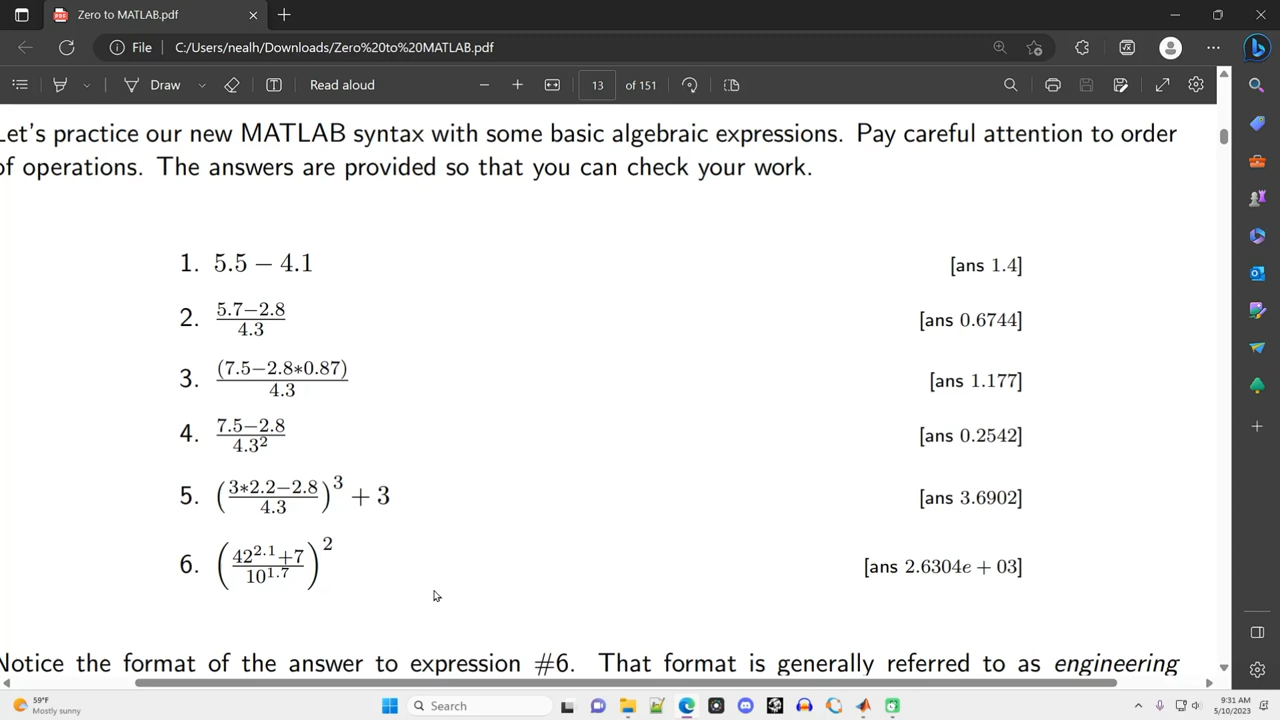 Zero to MATLAB.pdf
File C:/Users/nealh/Downloads/Zero%20to%20MATLAB.pdf
Draw Read aloud 13 of 151
Let's practice our new MATLAB syntax with some basic algebraic expressions. Pay careful attention to order
of operations. The answers are provided so that you can check your work.
1. 5.5 − 4.1 [ans 1.4]
2. \frac{5.7−2.8}{4.3} [ans 0.6744]
3. \frac{(7.5−2.8*0.87)}{4.3} [ans 1.177]
4. \frac{7.5−2.8}{4.3^2} [ans 0.2542]
5. (\frac{3*2.2−2.8}{4.3})^3 + 3 [ans 3.6902]
6. (\frac{42^{2.1}+7}{10^{1.7}})^2 [ans 2.6304e + 03]
Notice the format of the answer to expression #6. That format is generally referred to as engineering
59°F
Mostly sunny
Search
9:31 AM
5/10/2023